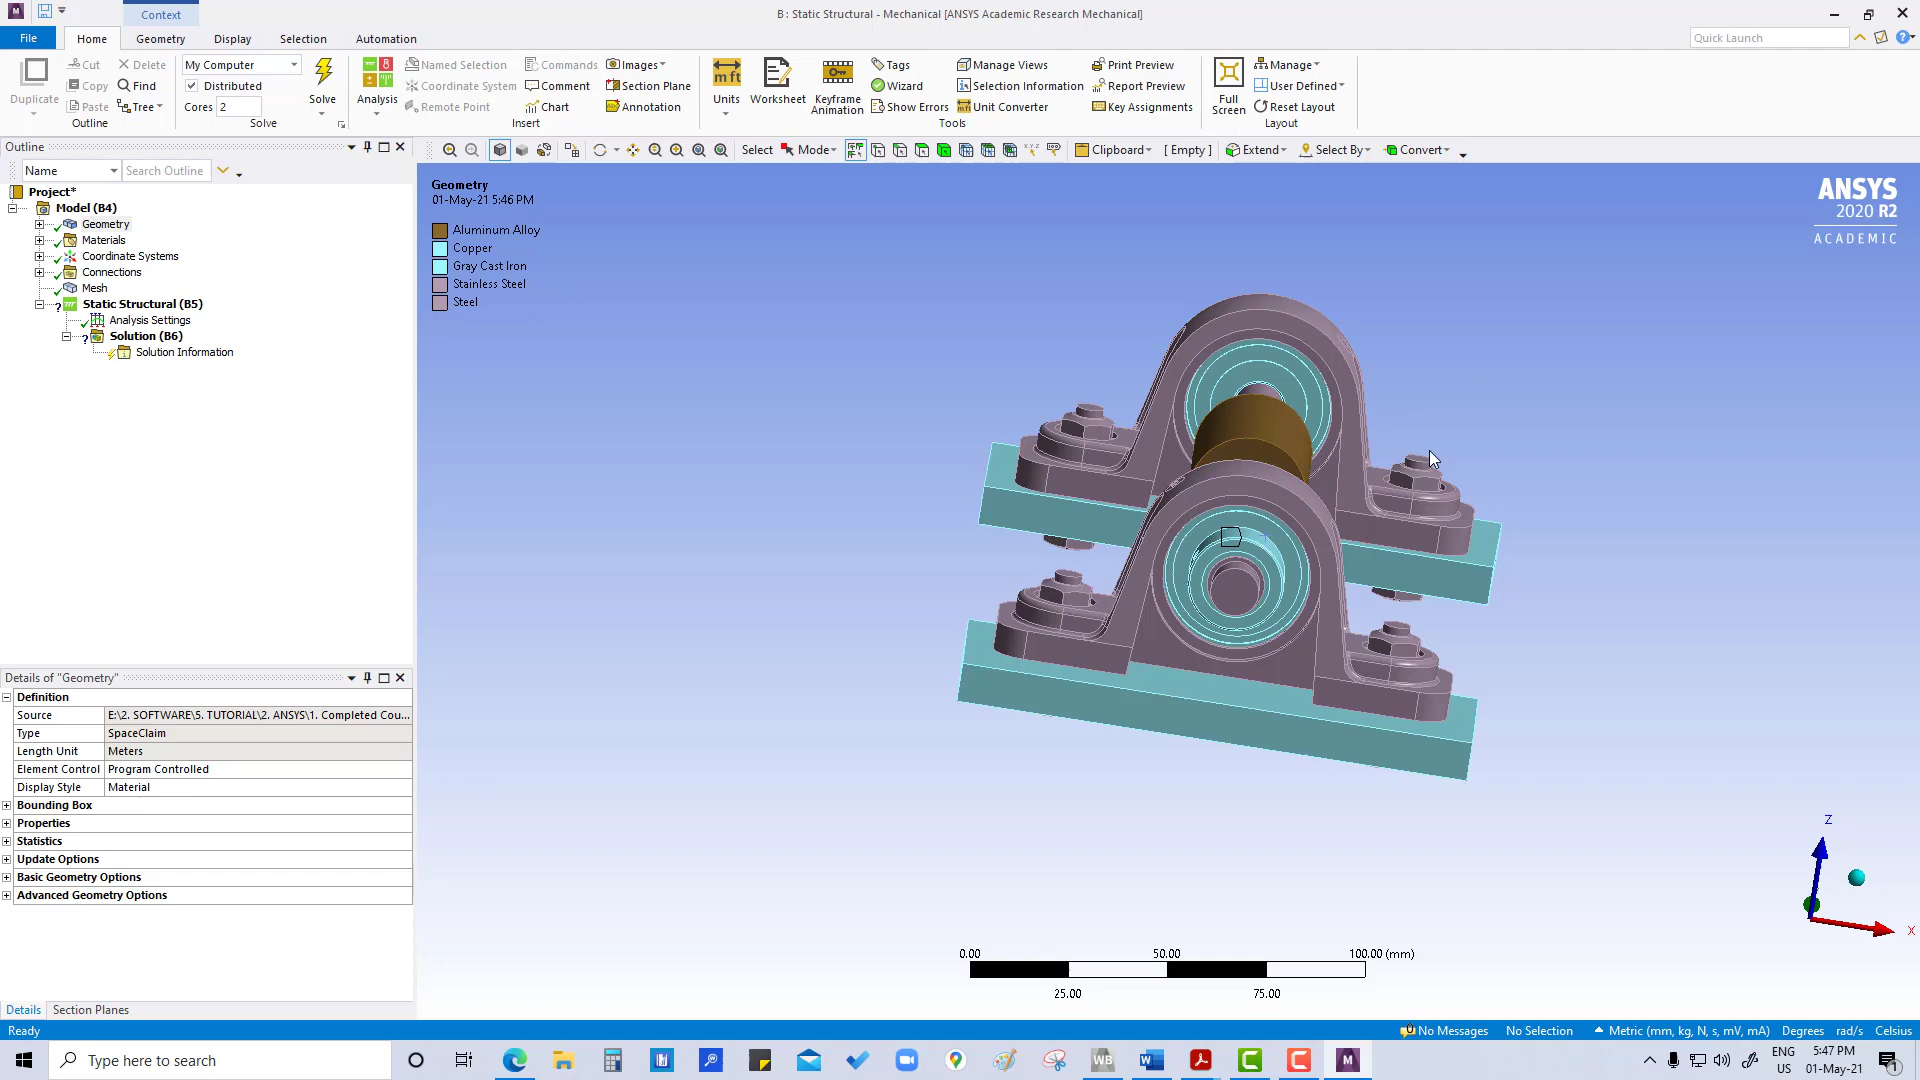 Context
B : Static Structural - Mechanical [ANSYS Academic Research Mechanical]
File
Home
Geometry
Display
Selection
Automation
Quick Launch
Duplicate
Cut
Delete
Copy
Find
Paste
Tree
Outline
My Computer
Distributed
Cores 2
Solve
Solve
Analysis
Named Selection
Coordinate System
Remote Point
Commands
Comment
Chart
Images
Section Plane
Annotation
Insert
Units
Worksheet
Keyframe
Animation
Tags
Wizard
Show Errors
Manage Views
Selection Information
Unit Converter
Print Preview
Report Preview
Key Assignments
Tools
Full
Screen
Manage
User Defined
Reset Layout
Layout
Outline
Name
Search Outline
Select
Mode
Clipboard
[ Empty ]
Extend
Select By
Convert
Project*
Model (B4)
Geometry
Materials
Coordinate Systems
Connections
Mesh
Static Structural (B5)
Analysis Settings
Solution (B6)
Solution Information
Geometry
01-May-21 5:46 PM
Aluminum Alloy
Copper
Gray Cast Iron
Stainless Steel
Steel
ANSYS
2020 R2
ACADEMIC
Details of "Geometry"
Definition
Source E:\2. SOFTWARE\5. TUTORIAL\2. ANSYS\1. Completed Cou...
Type SpaceClaim
Length Unit Meters
Element Control Program Controlled
Display Style Material
Bounding Box
Properties
Statistics
Update Options
Basic Geometry Options
Advanced Geometry Options
Z
X
0.00 50.00 100.00 (mm)
25.00 75.00
Details
Section Planes
Ready
No Messages
No Selection
Metric (mm, kg, N, s, mV, mA)
Degrees
rad/s
Celsius
Type here to search
ENG
US
5:47 PM
01-May-21